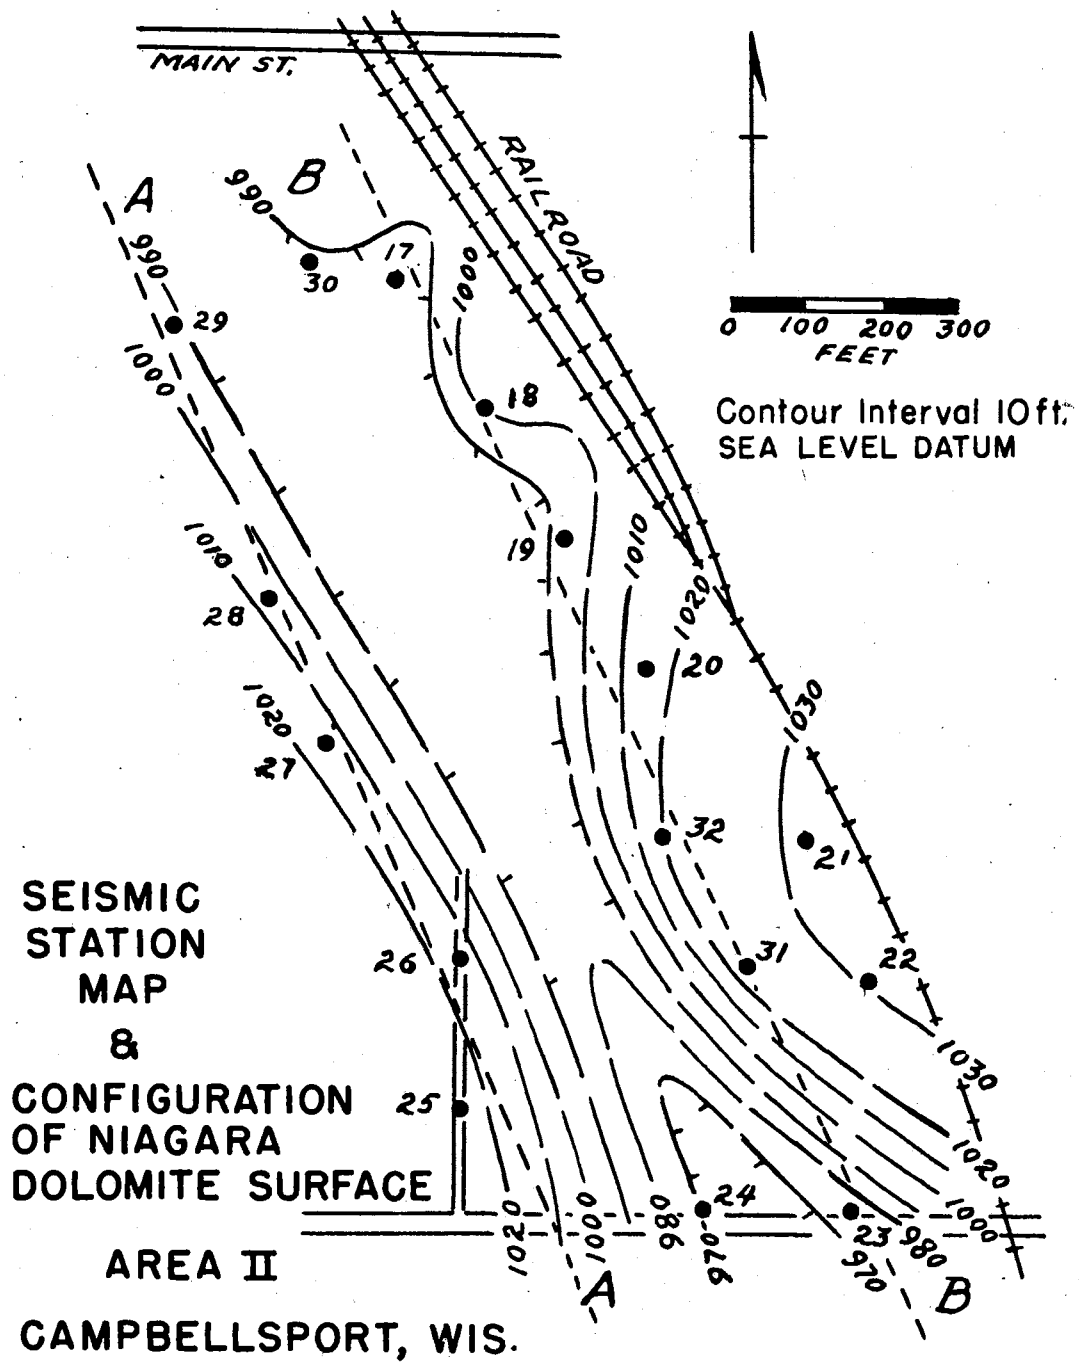 MAIN ST.
RAILROAD
A
B
990
990
1000
1000
30
17
29
18
0 100 200 300
FEET
Contour Interval 10 ft.
SEA LEVEL DATUM
19
1010
1010
1020
28
20
1020
1030
27
32
21
31
22
26
25
SEISMIC
STATION
MAP
&
CONFIGURATION
OF NIAGARA
DOLOMITE SURFACE
AREA II
CAMPBELLSPORT, WIS.
1030
1020
1000
24
23
1020
1000
980
970
970
980
A
B